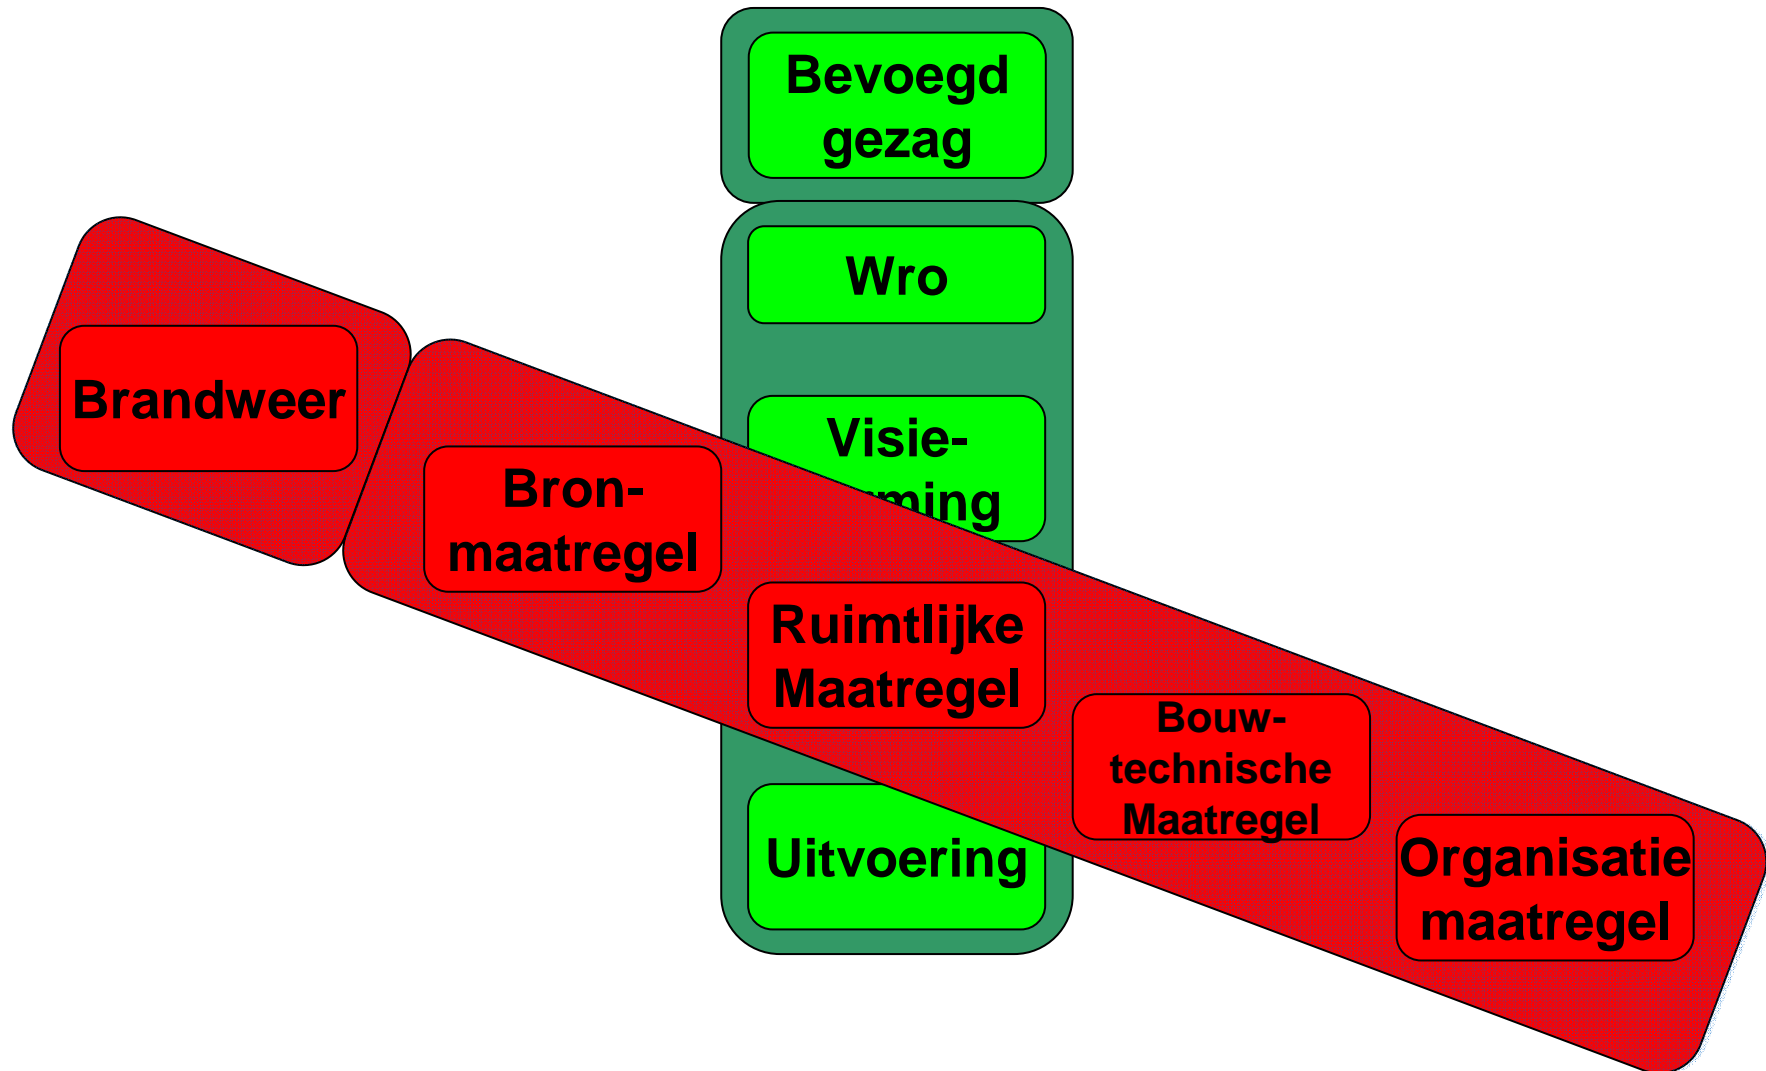 Bevoegd
gezag
Wro
Brandweer
Visie-
Bron-
maatregel
Ruimtlijke
Maatregel
Bouw-
technische
Maatregel
Uitvoering
Organisatie
maatregel